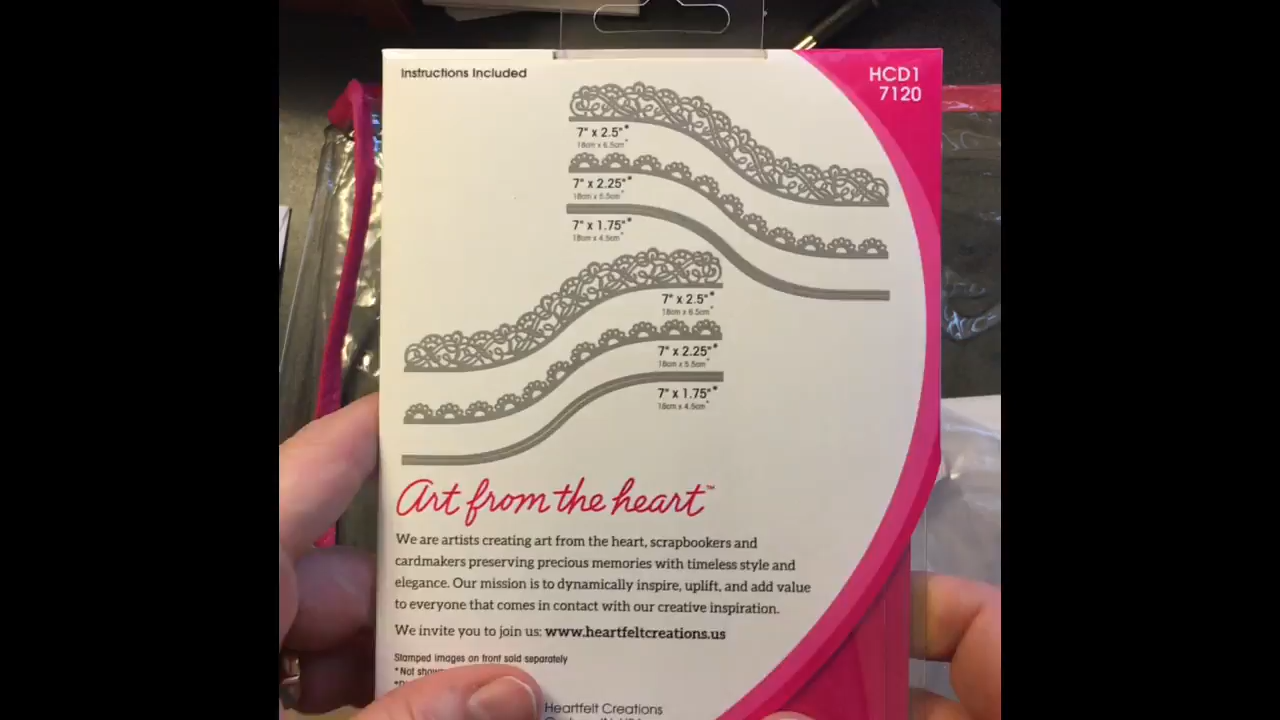 Instructions Included
HCD1
7120
7" x 2.5"*
18cm x 6.5cm*
7" x 2.25"*
18cm x 5.5cm*
7" x 1.75"*
18cm x 4.5cm*
7" x 2.5"*
18cm x 6.5cm*
7" x 2.25"*
18cm x 5.5cm*
7" x 1.75"*
18cm x 4.5cm*
Art from the heart™
We are artists creating art from the heart, scrapbookers and
cardmakers preserving precious memories with timeless style and
elegance. Our mission is to dynamically inspire, uplift, and add value
to everyone that comes in contact with our creative inspiration.
We invite you to join us: www.heartfeltcreations.us
Stamped images on front sold separately
*Not
Heartfelt Creations